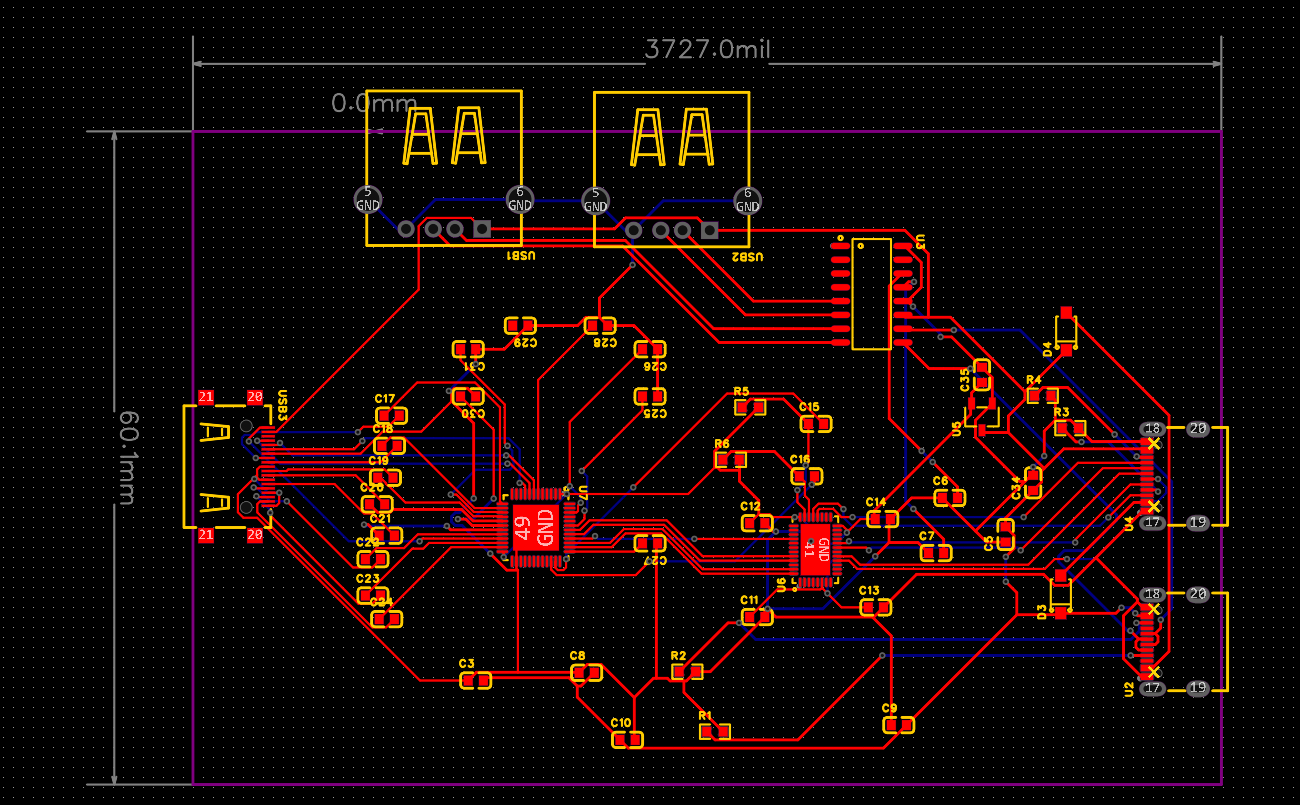 3727.0mil
0.0mm
60.1mm
A A
A A
5
GND
6
GND
5
GND
6
GND
USB1
USB2
U3
C29
C28
C31
C26
C30
C25
D4
C35
R4
R3
U5
21
20
USB3
A
A
21
20
C17
C18
C19
C20
C21
C23
C24
R5
C15
R6
C16
C12
C14
C6
C34
C7
C5
18
20
17
19
U4
49
GND
U7
C27
41
GND
U6
C11
C13
D3
18
20
17
19
U2
C3
C8
R2
R1
C10
C9